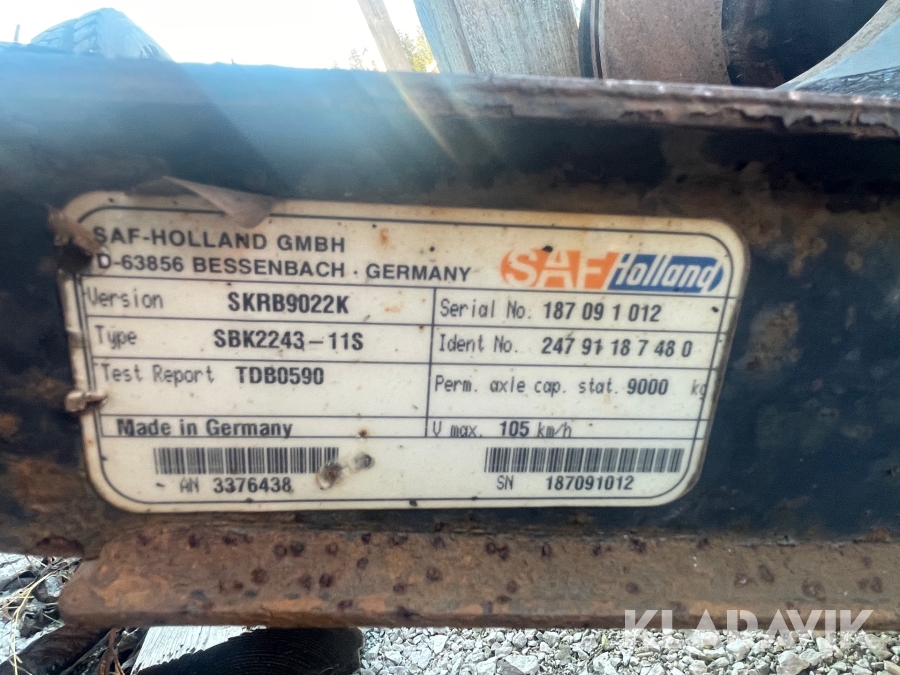 SAF-HOLLAND GMBH
D-63856 BESSENBACH · GERMANY
SAF Holland
Version SKRB9022K
Serial No. 187 09 1 012
Type SBK2243-11S
Ident No. 247 91 18 7 48 0
Test Report TDB0590
Perm. axle cap. stat. 9000 kg
Made in Germany
V max. 105 km/h
AN 3376438
SN 187091012
KLARAVIK